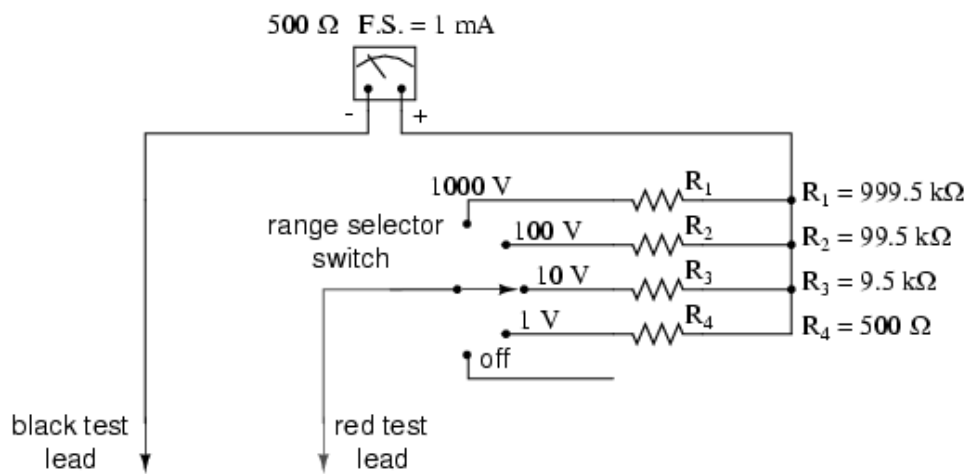 500 Ω F.S. = 1 mA
- +
1000 V R₁ R₁ = 999.5 kΩ
range selector
switch
100 V R₂ R₂ = 99.5 kΩ
10 V R₃ R₃ = 9.5 kΩ
1 V R₄ R₄ = 500 Ω
off
black test
lead
red test
lead